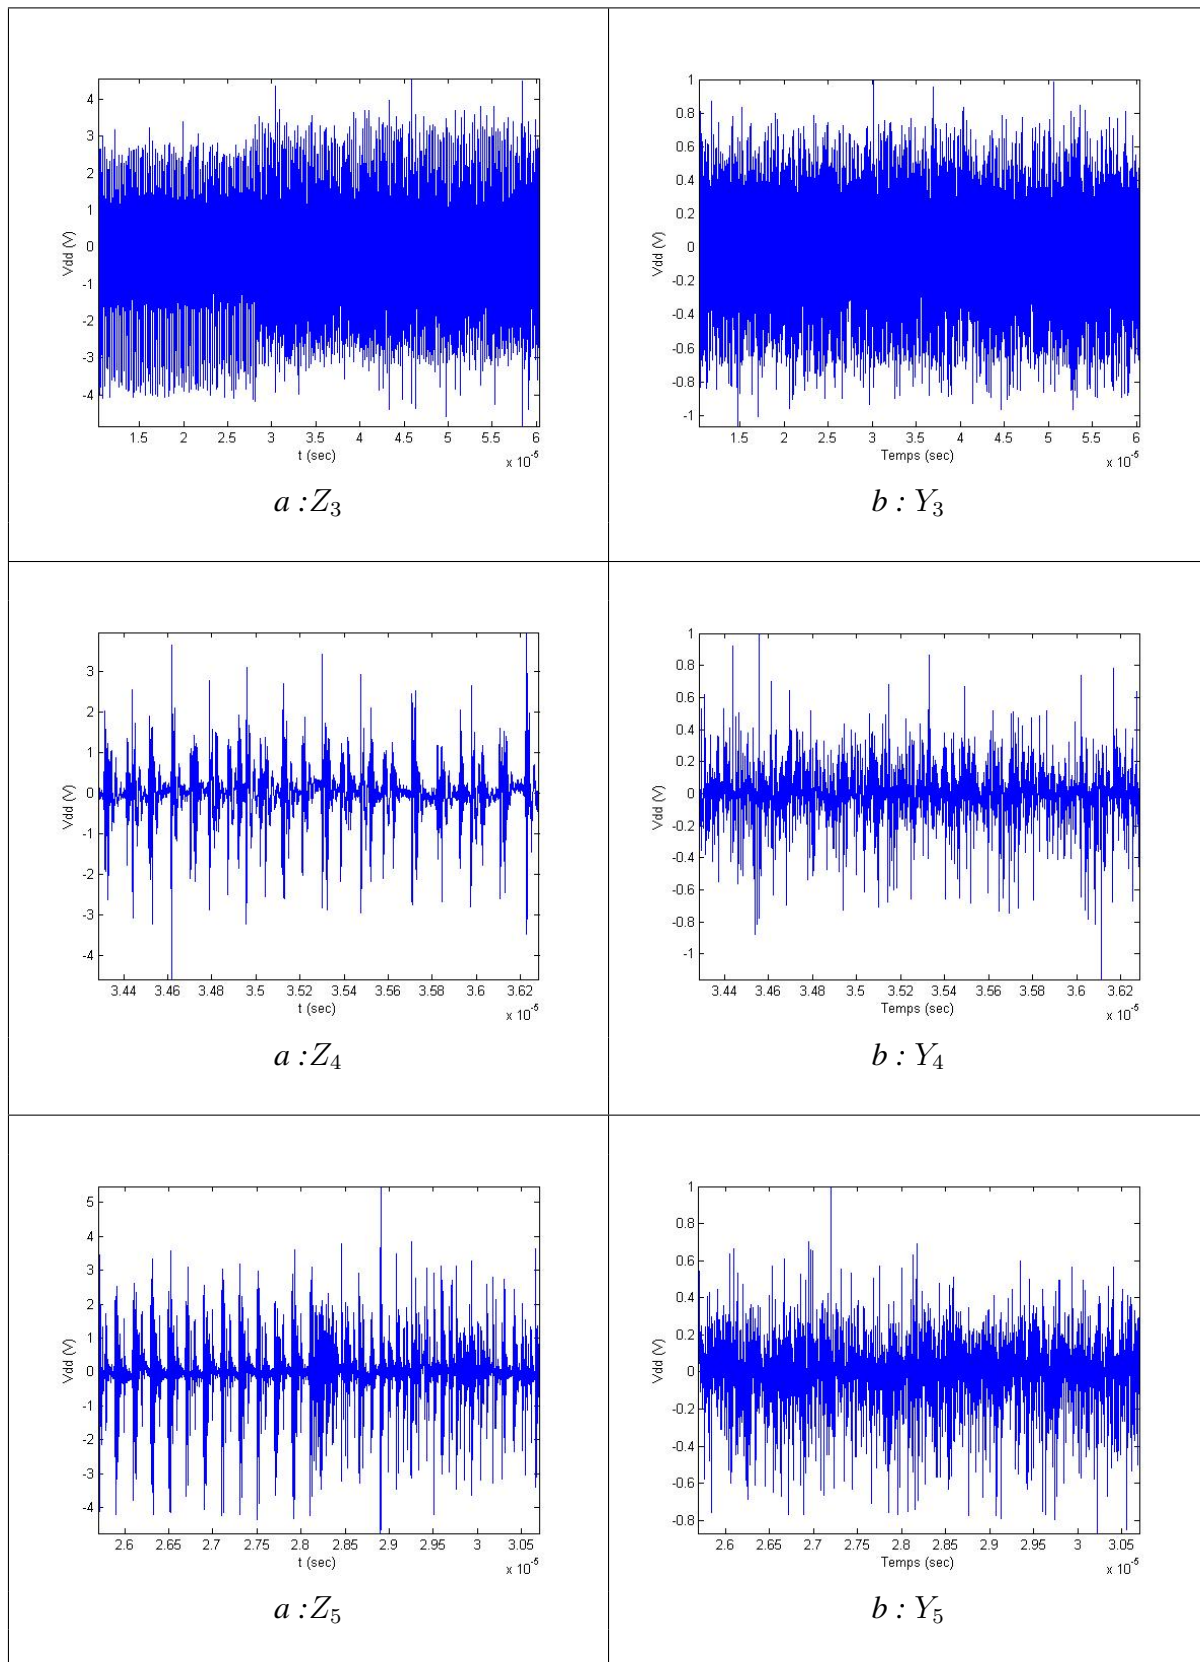 4
3
2
1
0
-1
-2
-3
-4
Vdd (V)
1.5 2 2.5 3 3.5 4 4.5 5 5.5 6
t (sec)
x 10⁻⁵
a :Z₃
1
0.8
0.6
0.4
0.2
0
-0.2
-0.4
-0.6
-0.8
-1
Vdd (V)
1.5 2 2.5 3 3.5 4 4.5 5 5.5 6
Temps (sec)
x 10⁻⁵
b : Y₃
3
2
1
0
-1
-2
-3
-4
Vdd (V)
3.44 3.46 3.48 3.5 3.52 3.54 3.56 3.58 3.6 3.62
t (sec)
x 10⁻⁵
a :Z₄
1
0.8
0.6
0.4
0.2
0
-0.2
-0.4
-0.6
-0.8
-1
Vdd (V)
3.44 3.46 3.48 3.5 3.52 3.54 3.56 3.58 3.6 3.62
Temps (sec)
x 10⁻⁵
b : Y₄
5
4
3
2
1
0
-1
-2
-3
-4
Vdd (V)
2.6 2.65 2.7 2.75 2.8 2.85 2.9 2.95 3 3.05
t (sec)
x 10⁻⁵
a :Z₅
1
0.8
0.6
0.4
0.2
0
-0.2
-0.4
-0.6
-0.8
Vdd (V)
2.6 2.65 2.7 2.75 2.8 2.85 2.9 2.95 3 3.05
Temps (sec)
x 10⁻⁵
b : Y₅